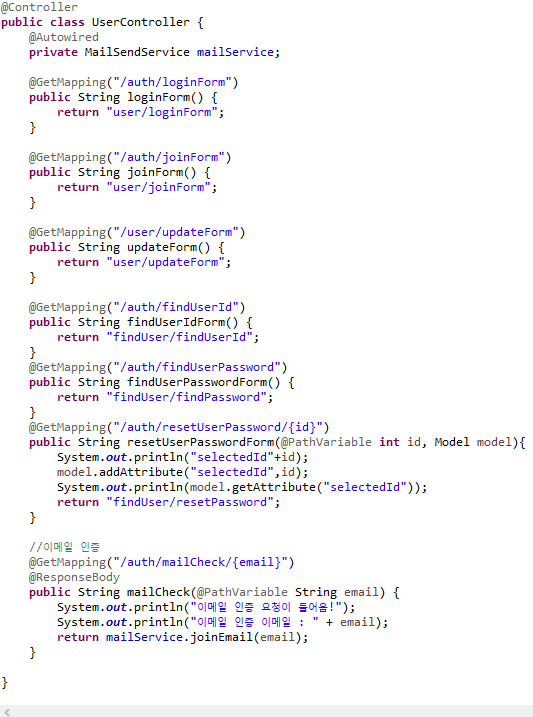 @Controller
public class UserController {
    @Autowired
    private MailSendService mailService;

    @GetMapping("/auth/loginForm")
    public String loginForm() {
        return "user/loginForm";
    }

    @GetMapping("/auth/joinForm")
    public String joinForm() {
        return "user/joinForm";
    }

    @GetMapping("/user/updateForm")
    public String updateForm() {
        return "user/updateForm";
    }

    @GetMapping("/auth/findUserId")
    public String findUserIdForm() {
        return "findUser/findUserId";
    }
    @GetMapping("/auth/findUserPassword")
    public String findUserPasswordForm() {
        return "findUser/findPassword";
    }
    @GetMapping("/auth/resetUserPassword/{id}")
    public String resetUserPasswordForm(@PathVariable int id, Model model){
        System.out.println("selectedId"+id);
        model.addAttribute("selectedId",id);
        System.out.println(model.getAttribute("selectedId"));
        return "findUser/resetPassword";
    }

    //이메일 인증
    @GetMapping("/auth/mailCheck/{email}")
    @ResponseBody
    public String mailCheck(@PathVariable String email) {
        System.out.println("이메일 인증 요청이 들어옴!");
        System.out.println("이메일 인증 이메일 : " + email);
        return mailService.joinEmail(email);
    }

}